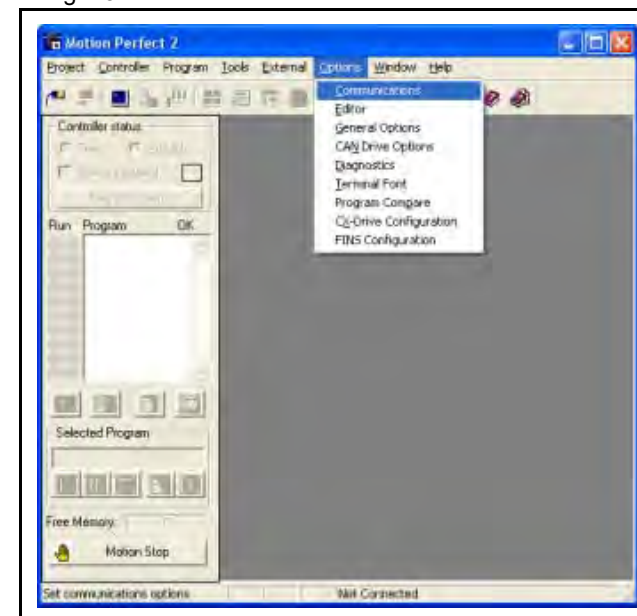 Motion Perfect 2
Project Controller Program Tools External Options Window Help
Communications
Editor
General Options
CAN Drive Options
Diagnostics
Terminal Font
Program Compare
CX-Drive Configuration
FINS Configuration
Controller status
Run Program OK
Selected Program
Free Memory:
Motion Stop
Set communications options Not Connected